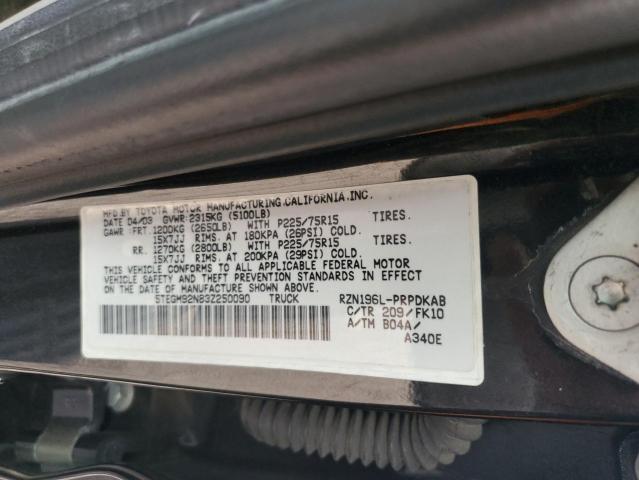 MFD.BY TOYOTA MOTOR MANUFACTURING,CALIFORNIA,INC.
DATE 04/03 GVWR 2315KG (5100LB)
GAWR: FRT. 1200KG (2650LB) WITH P225/75R15 TIRES.
15X7JJ RIMS. AT 180KPA (26PSI) COLD.
RR. 1270KG (2800LB) WITH P225/75R15 TIRES.
15X7JJ RIMS. AT 200KPA (29PSI) COLD.
THIS VEHICLE CONFORMS TO ALL APPLICABLE FEDERAL MOTOR
VEHICLE SAFETY, BUMPER, AND THEFT PREVENTION
STANDARDS IN EFFECT ON THE DATE OF
MANUFACTURE SHOWN ABOVE.
5TEGM92N83Z250090 TRUCK RZN196L-PRPDKAB
C/TR 209/FK10
A/TM B04A/
A340E